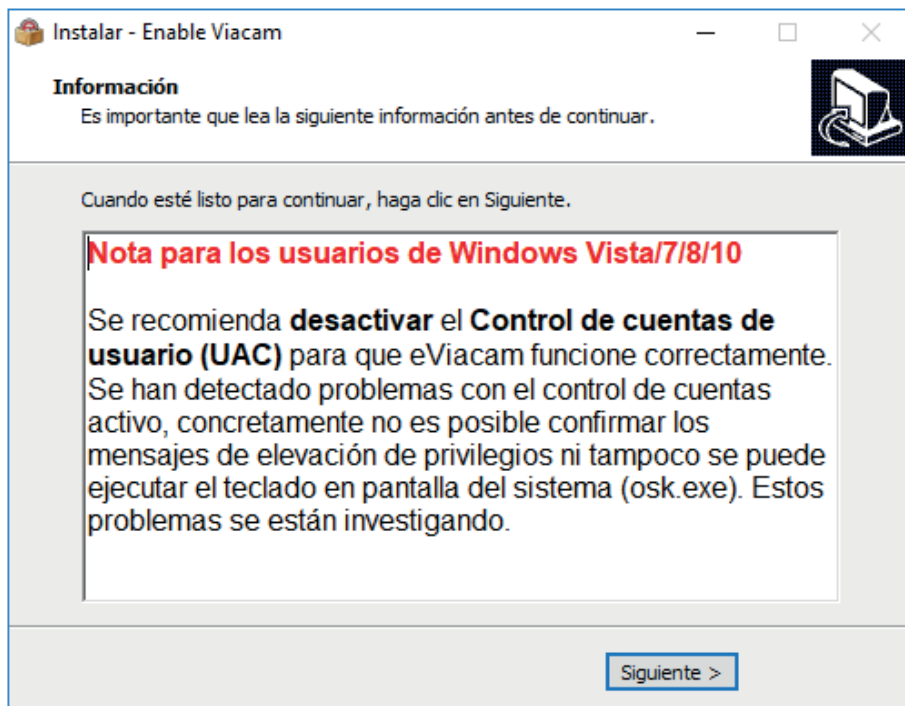 Instalar - Enable Viacam
Información
Es importante que lea la siguiente información antes de continuar.
Cuando esté listo para continuar, haga clic en Siguiente.
Nota para los usuarios de Windows Vista/7/8/10
Se recomienda desactivar el Control de cuentas de
usuario (UAC) para que eViacam funcione correctamente.
Se han detectado problemas con el control de cuentas
activo, concretamente no es posible confirmar los
mensajes de elevación de privilegios ni tampoco se puede
ejecutar el teclado en pantalla del sistema (osk.exe). Estos
problemas se están investigando.
Siguiente >